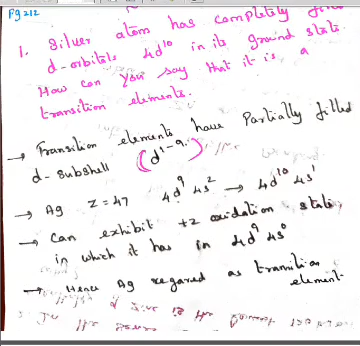 Pg 212
1. Silver atom has completely filled
d-orbitals 4d¹⁰ in its ground state.
How can you say that it is a
transition elements.
→ Transition elements have Partially filled
d-subshell (d¹⁻⁹)
→ Ag Z=47 4d⁹ 4s² → 4d¹⁰ 4s¹
→ Can exhibit +2 oxidation state
in which it has in 4d⁹ 4s⁰
→ Hence Ag regarded as transition
element